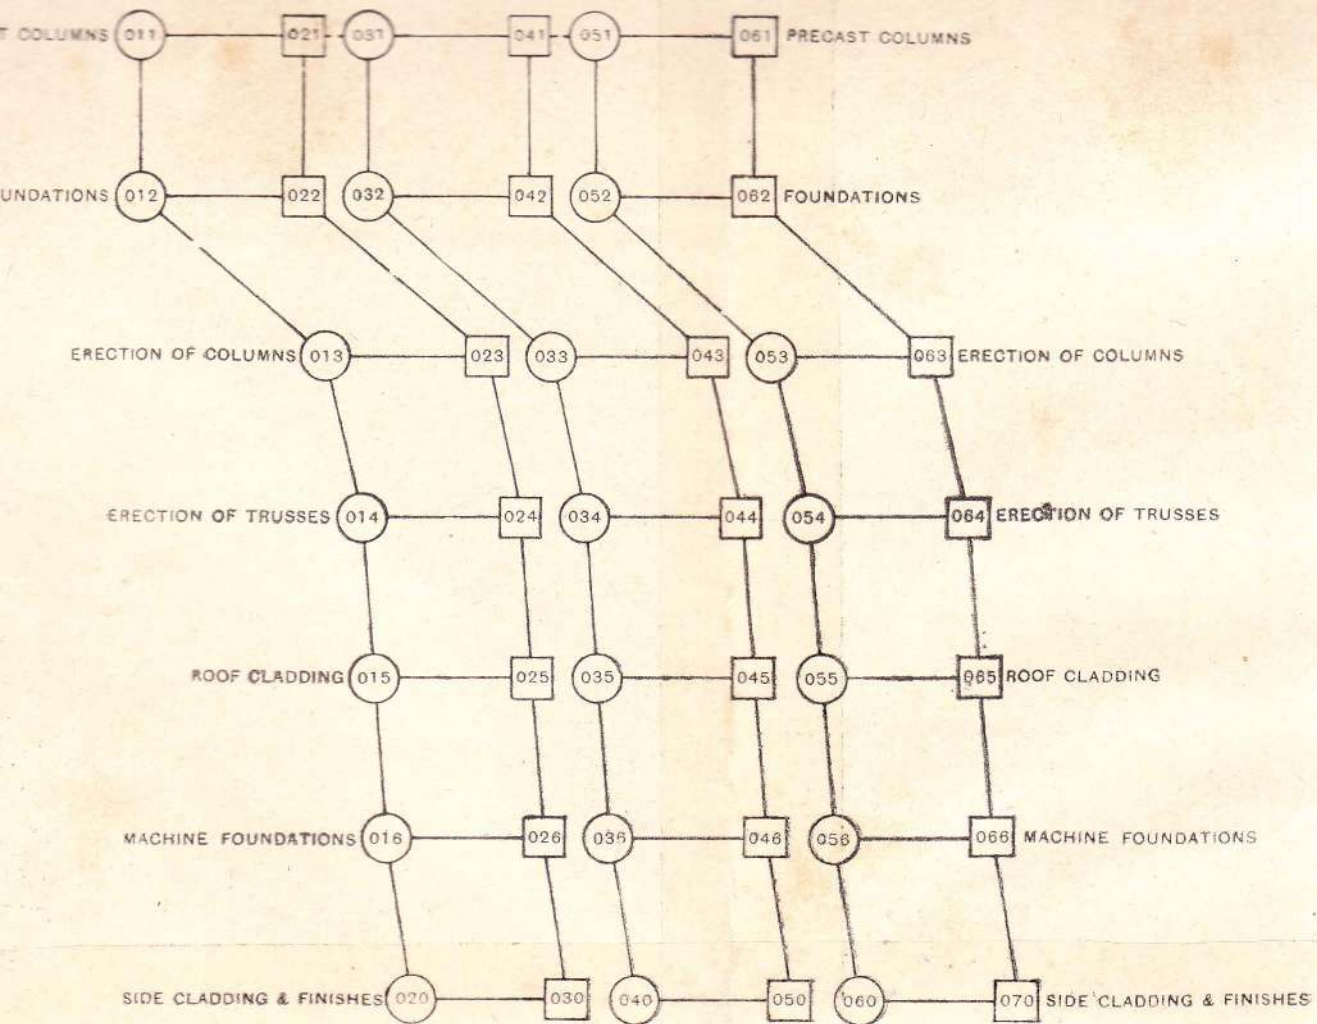 T COLUMNS 011 021 031 041 051 061 PRECAST COLUMNS
UNDATIONS 012 022 032 042 052 062 FOUNDATIONS
ERECTION OF COLUMNS 013 023 033 043 053 063 ERECTION OF COLUMNS
ERECTION OF TRUSSES 014 024 034 044 054 064 ERECTION OF TRUSSES
ROOF CLADDING 015 025 035 045 055 065 ROOF CLADDING
MACHINE FOUNDATIONS 016 026 036 046 056 066 MACHINE FOUNDATIONS
SIDE CLADDING & FINISHES 020 030 040 050 060 070 SIDE CLADDING & FINISHES